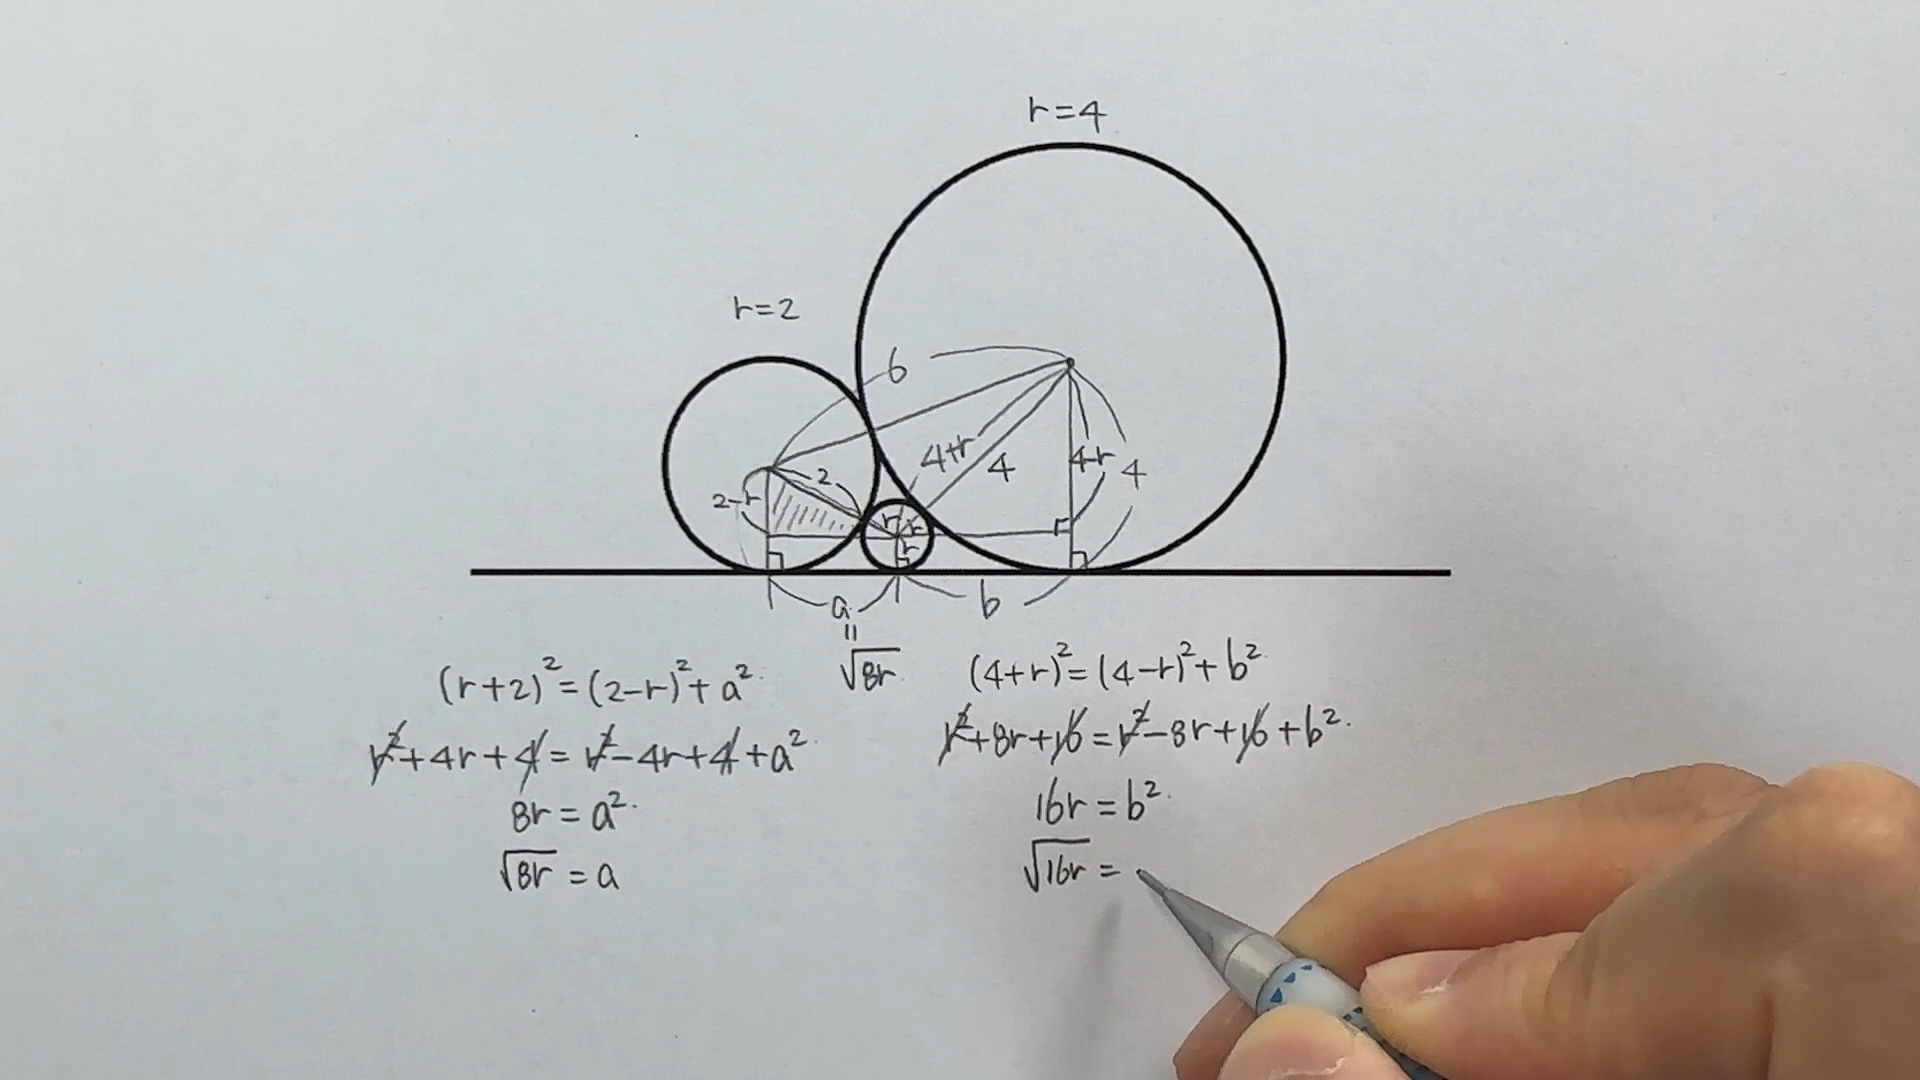 r=4
r=2
6
4+r
4
4-r
4
2
2-r
r
r
r
a
b
=
√8r
(r+2)²=(2-r)²+a²
r²+4r+4=r²-4r+4+a²
8r=a²
√8r=a
(4+r)²=(4-r)²+b²
r²+8r+16=r²-8r+16+b²
16r=b²
√16r=